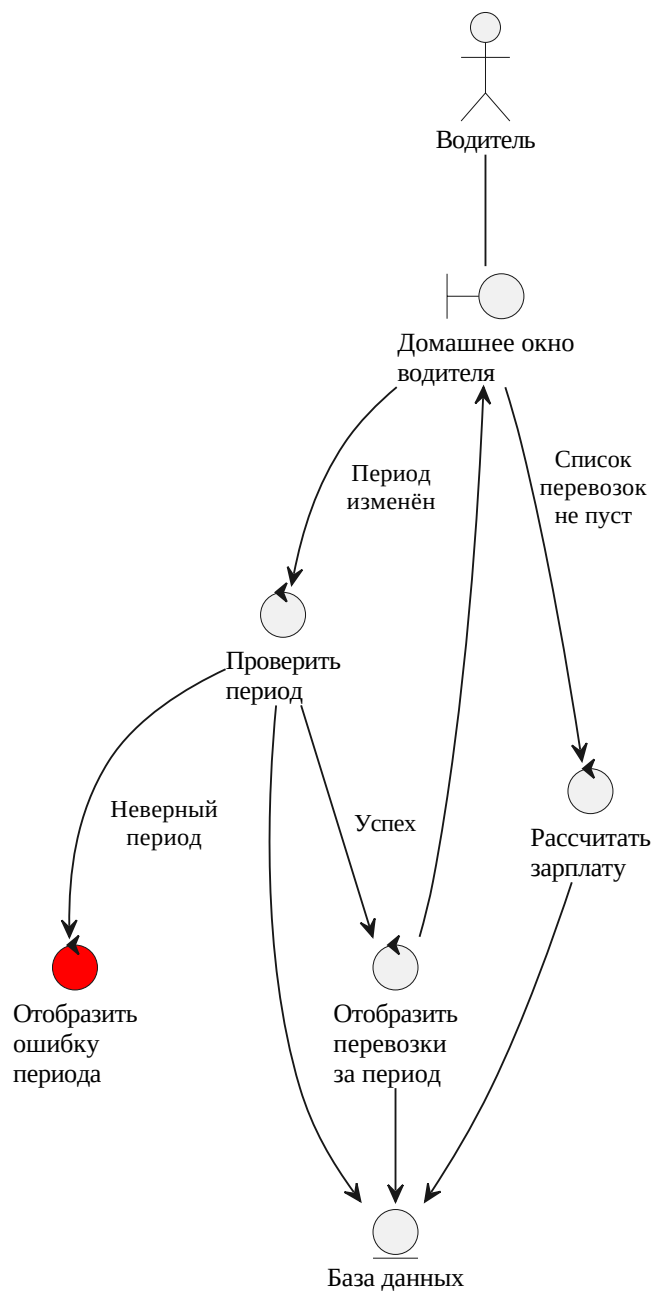 Водитель
Домашнее окно
водителя
Период
изменён
Список
перевозок
не пуст
Проверить
период
Неверный
период
Успех
Рассчитать
зарплату
Отобразить
ошибку
периода
Отобразить
перевозки
за период
База данных